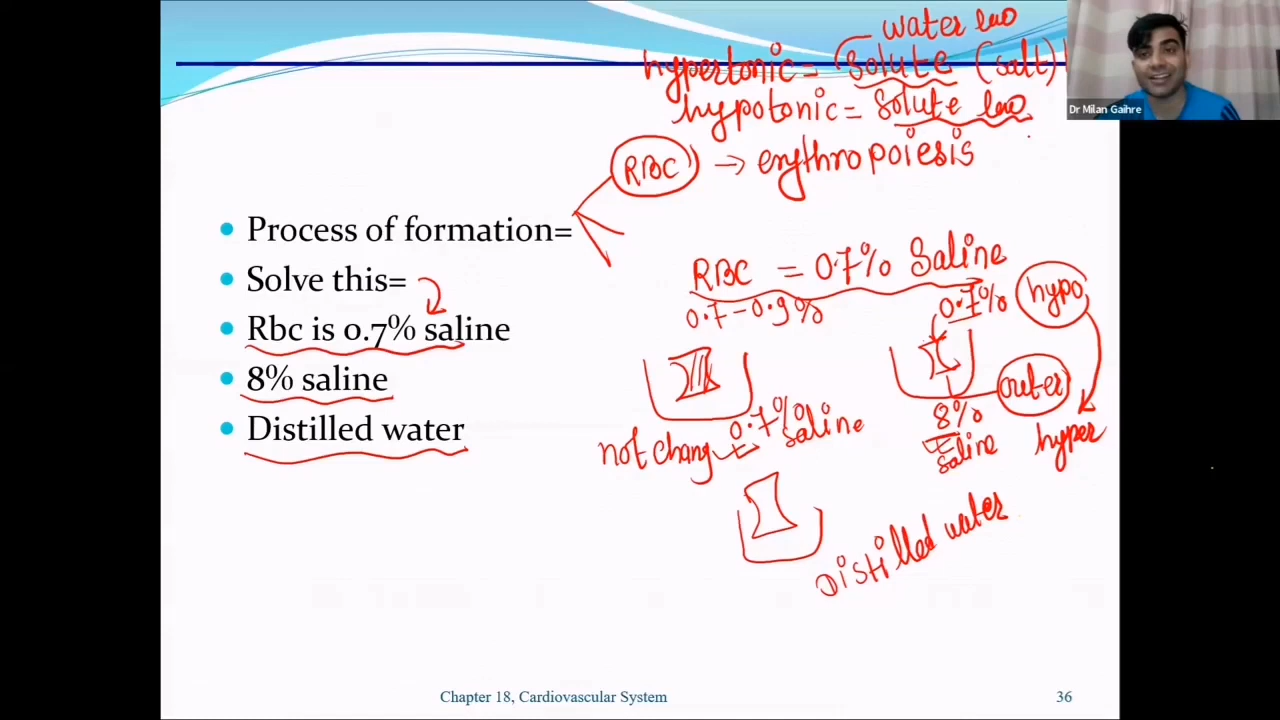 water less
hypertonic = solute (salt)
hypotonic = solute less
Dr Milan Gaihre
RBC → erythropoiesis
Process of formation=
Solve this=
Rbc is 0.7% saline
8% saline
Distilled water
RBC = 0.7% Saline
0.7-0.9%
0.7%
hypo
outer
0.7% saline
not chang
8% saline
hyper
Distilled water
Chapter 18, Cardiovascular System
36